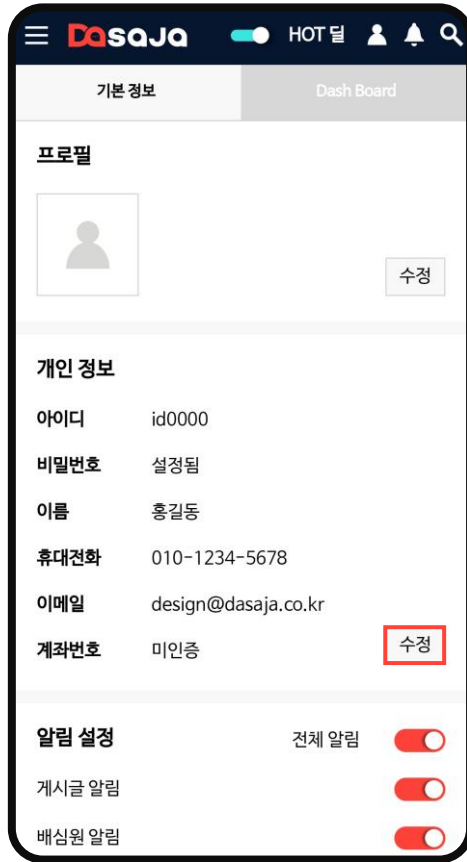 Dasaja HOT딜
기본 정보 Dash Board
프로필
수정
개인 정보
아이디 id0000
비밀번호 설정됨
이름 홍길동
휴대전화 010-1234-5678
이메일 design@dasaja.co.kr
계좌번호 미인증 수정
알림 설정 전체 알림
게시글 알림
배심원 알림